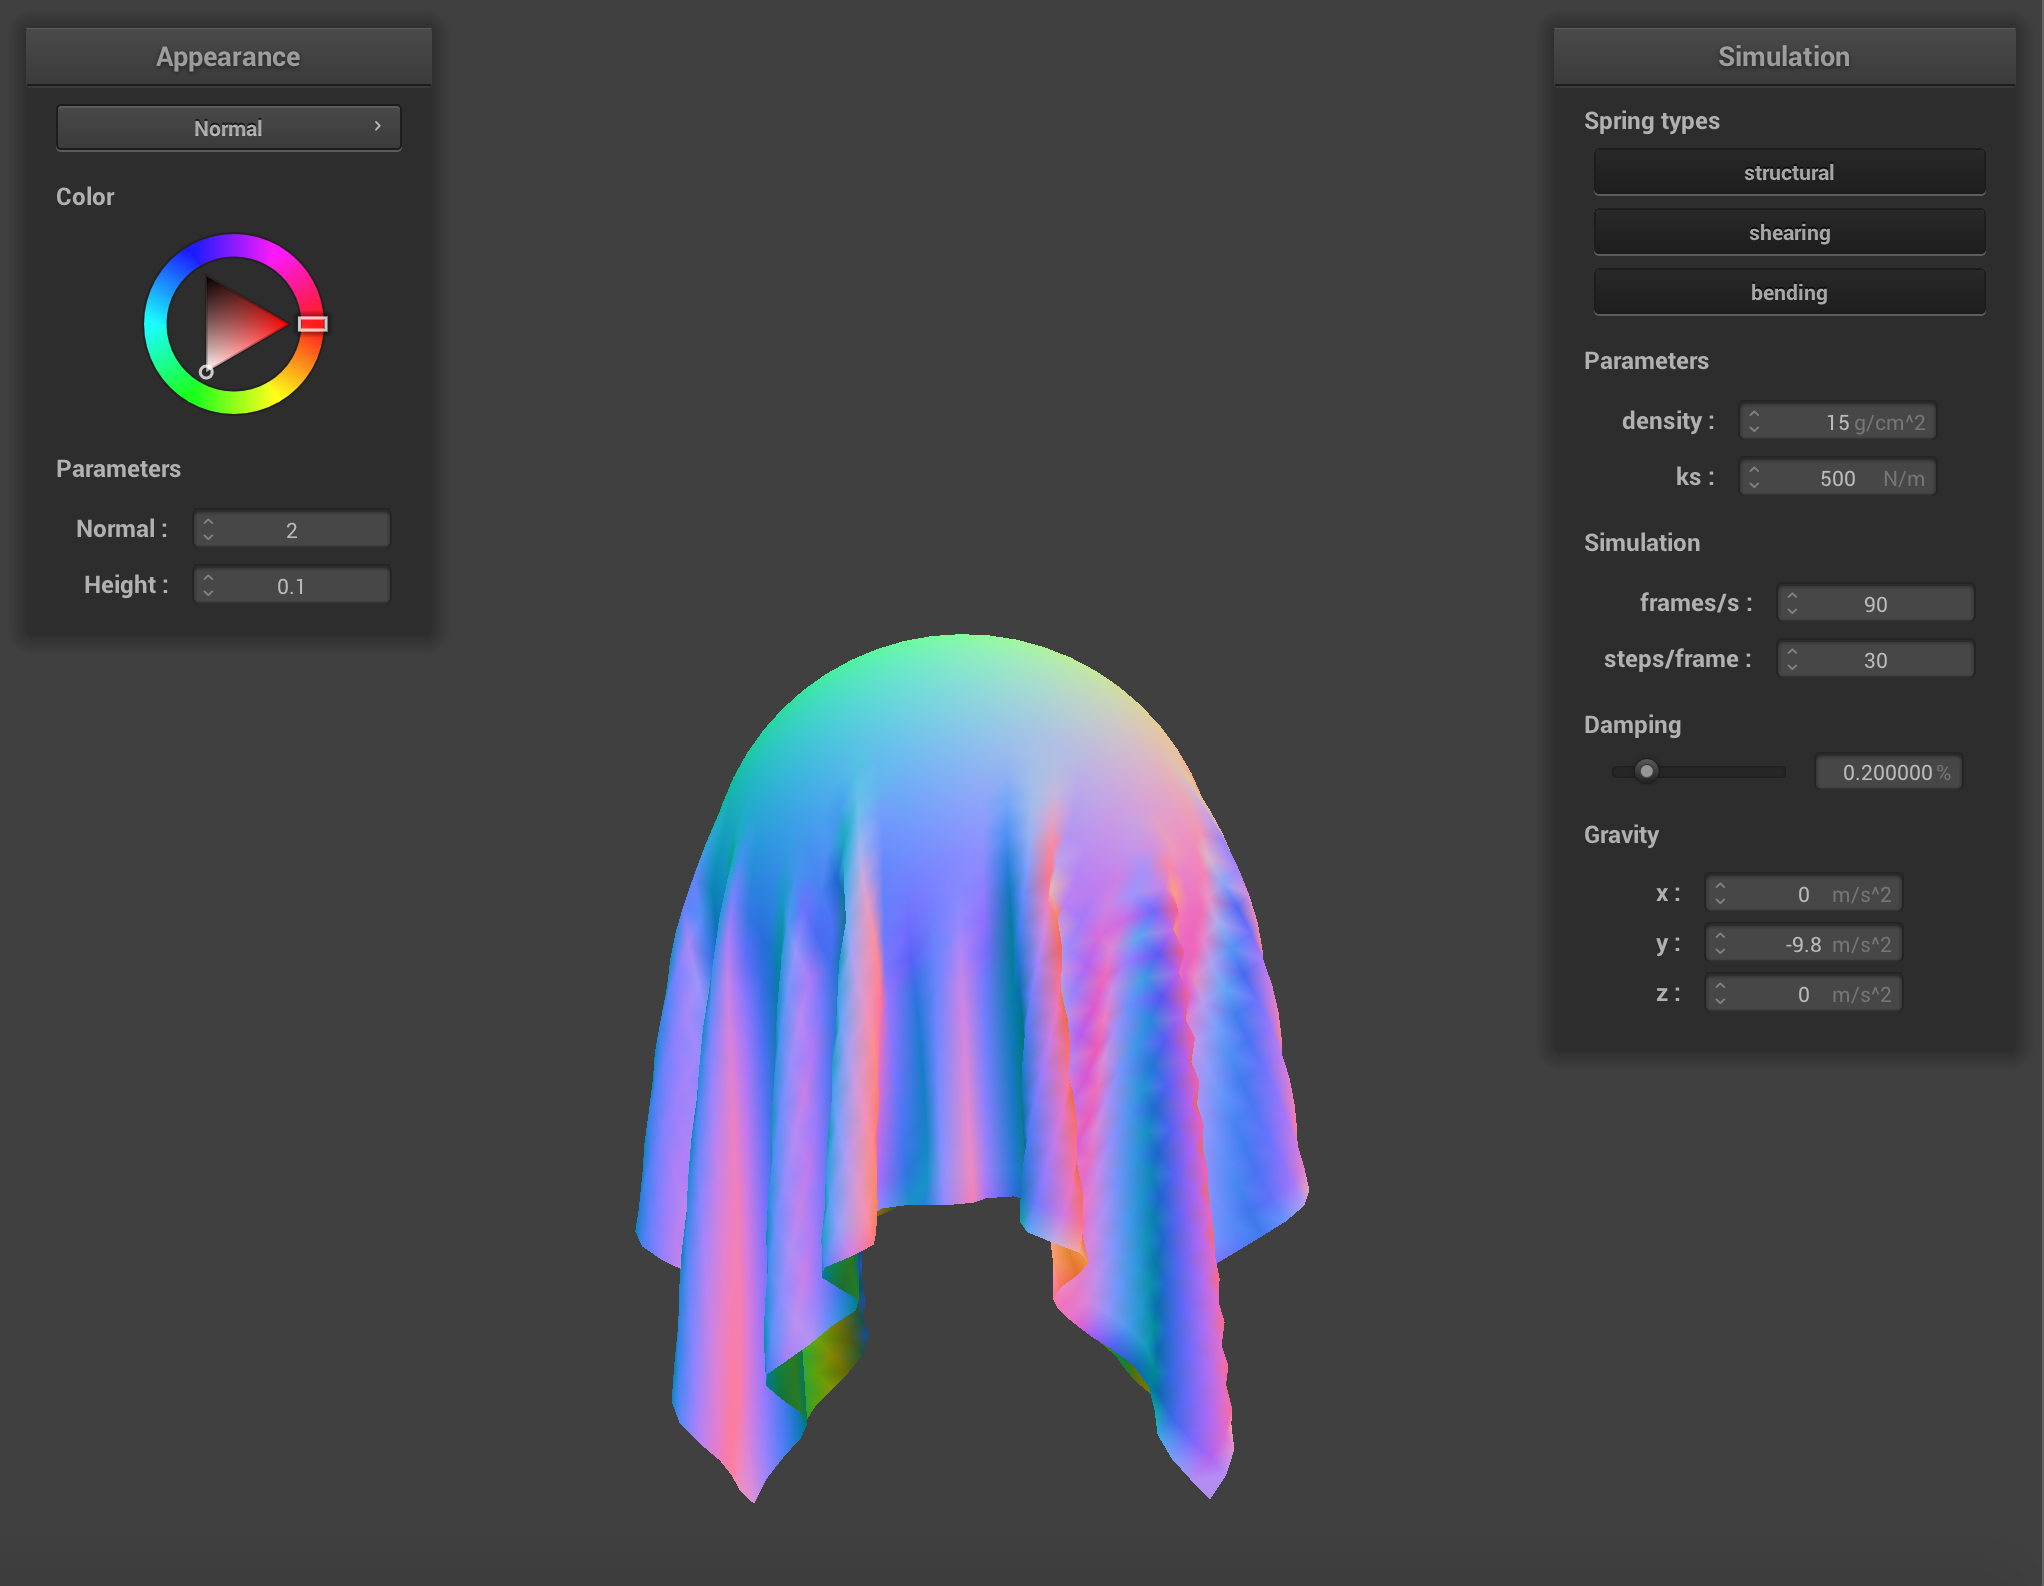 Appearance
Normal
Color
Parameters
Normal : 2
Height : 0.1
Simulation
Spring types
structural
shearing
bending
Parameters
density : 15 g/cm^2
ks : 500 N/m
Simulation
frames/s : 90
steps/frame : 30
Damping
0.200000 %
Gravity
x : 0 m/s^2
y : -9.8 m/s^2
z : 0 m/s^2